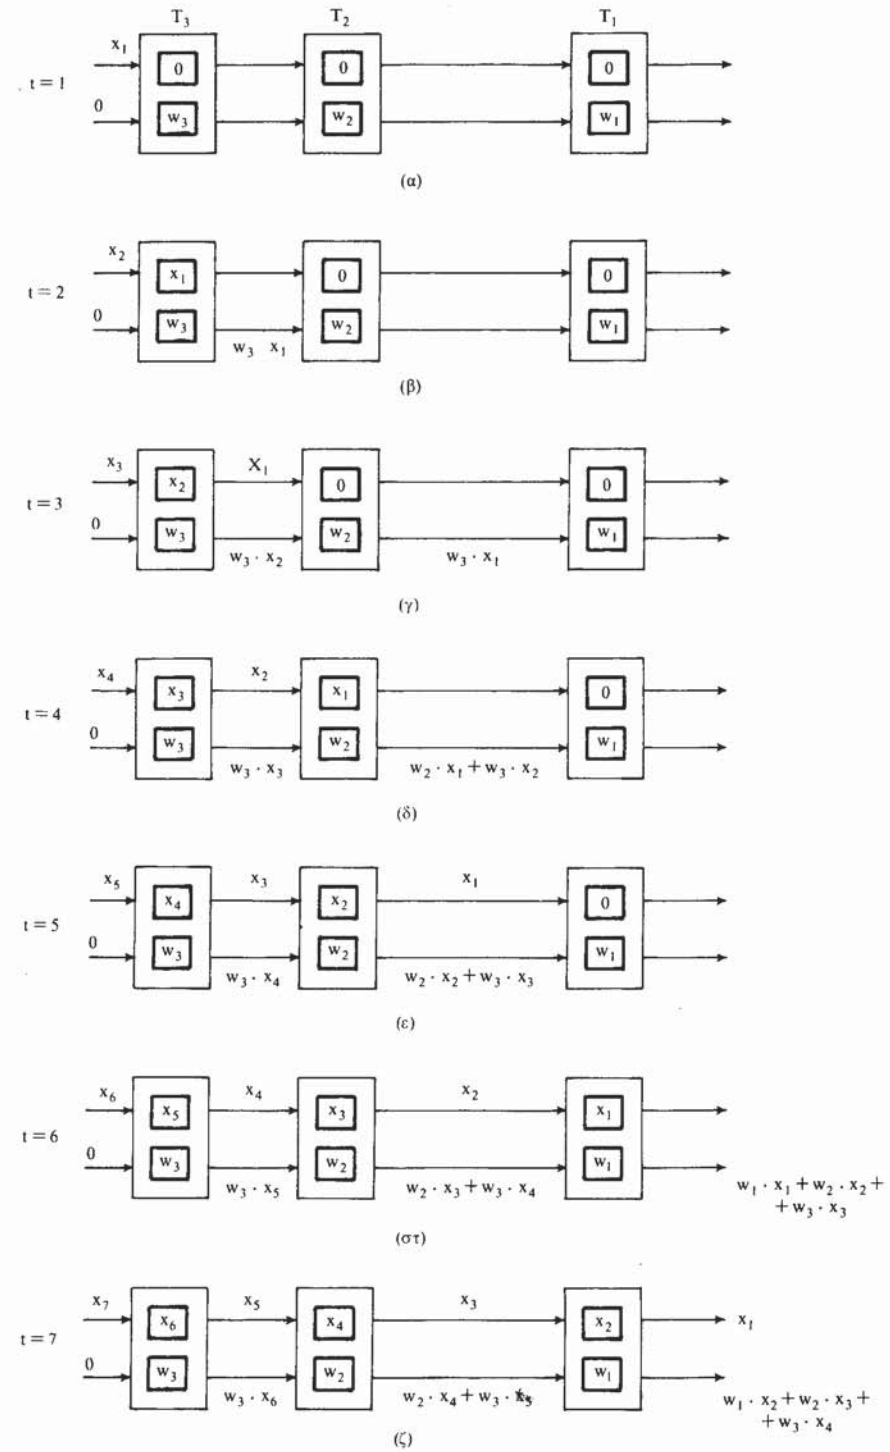 T₃ T₂ T₁
x₁
0 0 0
t = 1
0
w₃ w₂ w₁
(α)
x₂
x₁ 0 0
t = 2
0
w₃ w₂ w₁
w₃ x₁
(β)
x₃ X₁
x₂ 0 0
t = 3
0
w₃ w₂ w₁
w₃ · x₂ w₃ · x₁
(γ)
x₄ x₂
x₃ x₁ 0
t = 4
0
w₃ w₂ w₁
w₃ · x₃ w₂ · x₁ + w₃ · x₂
(δ)
x₅ x₃ x₁
x₄ x₂ 0
t = 5
0
w₃ w₂ w₁
w₃ · x₄ w₂ · x₂ + w₃ · x₃
(ε)
x₆ x₄ x₂
x₅ x₃ x₁
t = 6
0
w₃ w₂ w₁
w₃ · x₅ w₂ · x₃ + w₃ · x₄ w₁ · x₁ + w₂ · x₂ +
+ w₃ · x₃
(στ)
x₇ x₅ x₃
x₆ x₄ x₂ x₁
t = 7
0
w₃ w₂ w₁
w₃ · x₆ w₂ · x₄ + w₃ · x₅ w₁ · x₂ + w₂ · x₃ +
+ w₃ · x₄
(ζ)